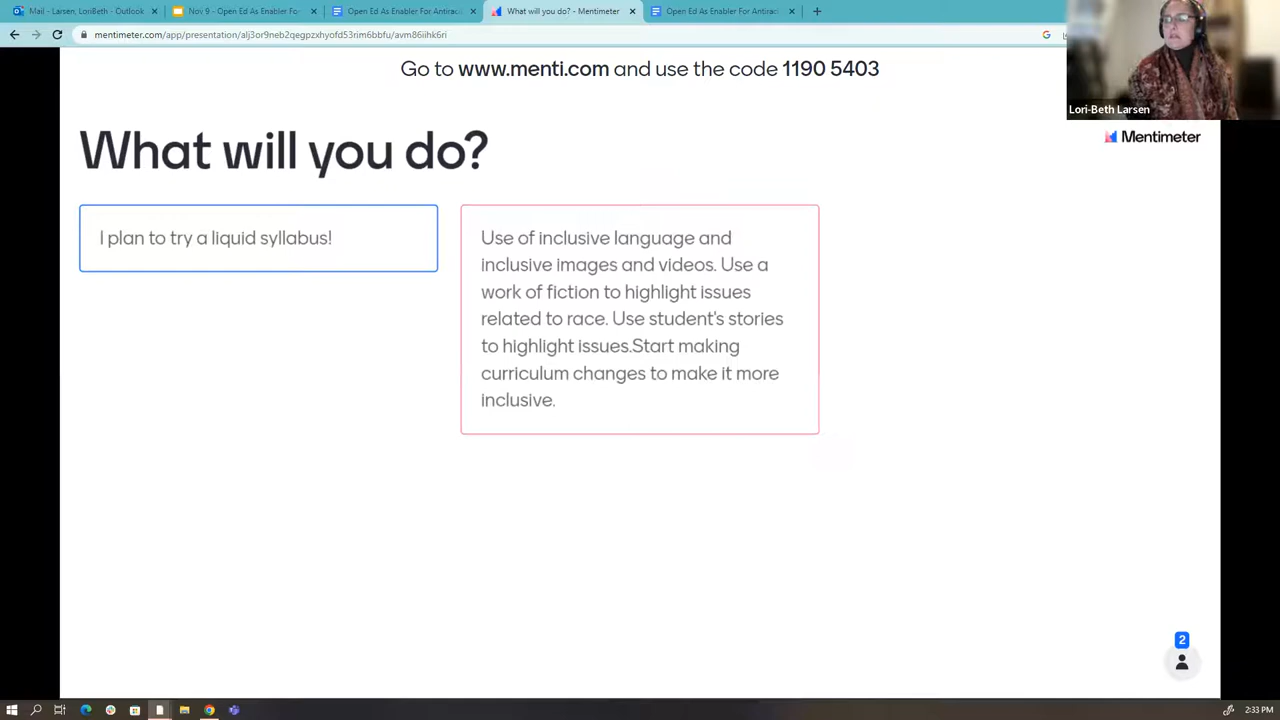 Mail - Larsen, LoriBeth - Outlook
Nov 9 - Open Ed As Enabler For
Open Ed As Enabler For Antirac
What will you do? - Mentimeter
Open Ed As Enabler For Antirac
mentimeter.com/app/presentation/alj3or9neb2qegpzxhyofd53rim6bbfu/avm86iihk6ri
Go to www.menti.com and use the code 1190 5403
Lori-Beth Larsen
Mentimeter
What will you do?
I plan to try a liquid syllabus!
Use of inclusive language and
inclusive images and videos. Use a
work of fiction to highlight issues
related to race. Use student's stories
to highlight issues.Start making
curriculum changes to make it more
inclusive.
2
2:33 PM